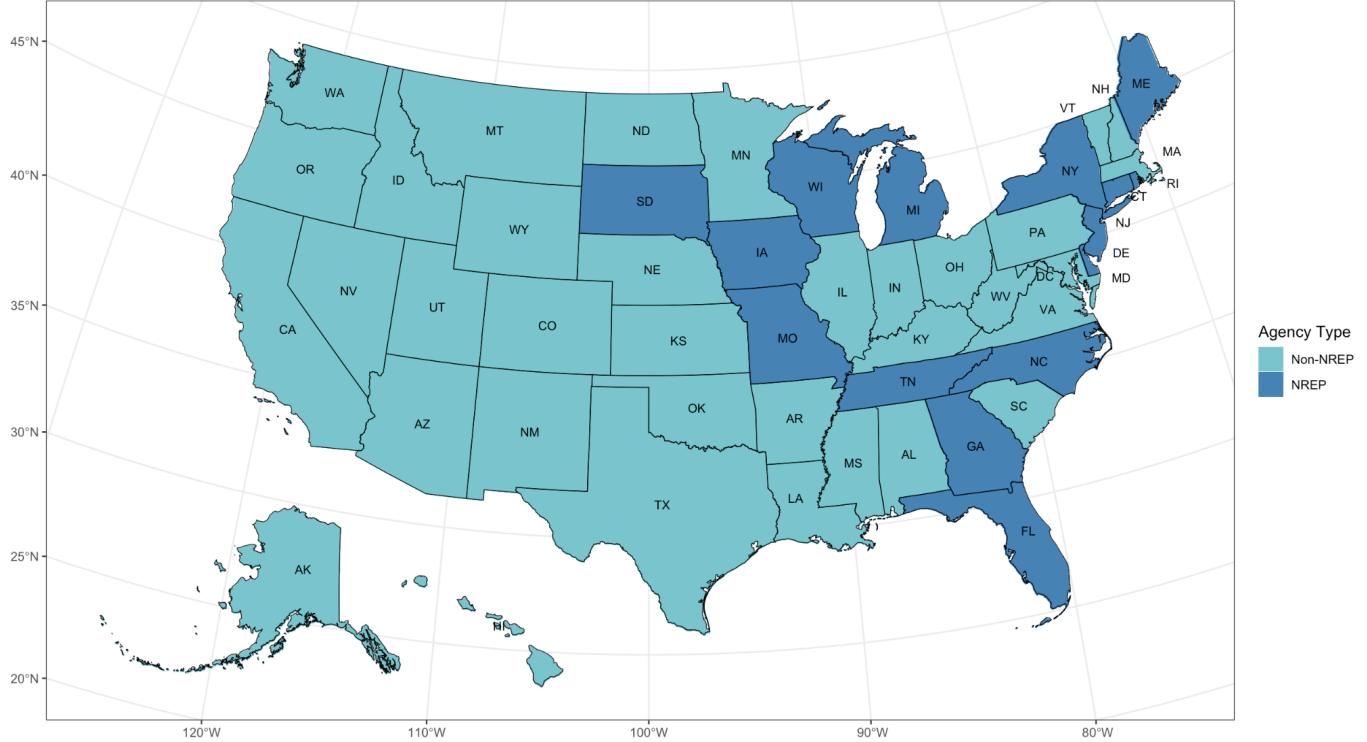 45°N
40°N
35°N
30°N
25°N
20°N
120°W
110°W
100°W
90°W
80°W
WA
MT
ND
MN
OR
ID
SD
WI
MI
WY
IA
NE
NV
UT
CO
KS
MO
IL
IN
OH
PA
NY
VT
NH
ME
MA
RI
CT
NJ
DE
MD
DC
WV
VA
KY
CA
AZ
NM
OK
AR
TN
NC
SC
GA
AL
MS
LA
TX
FL
AK
HI
Agency Type
Non-NREP
NREP